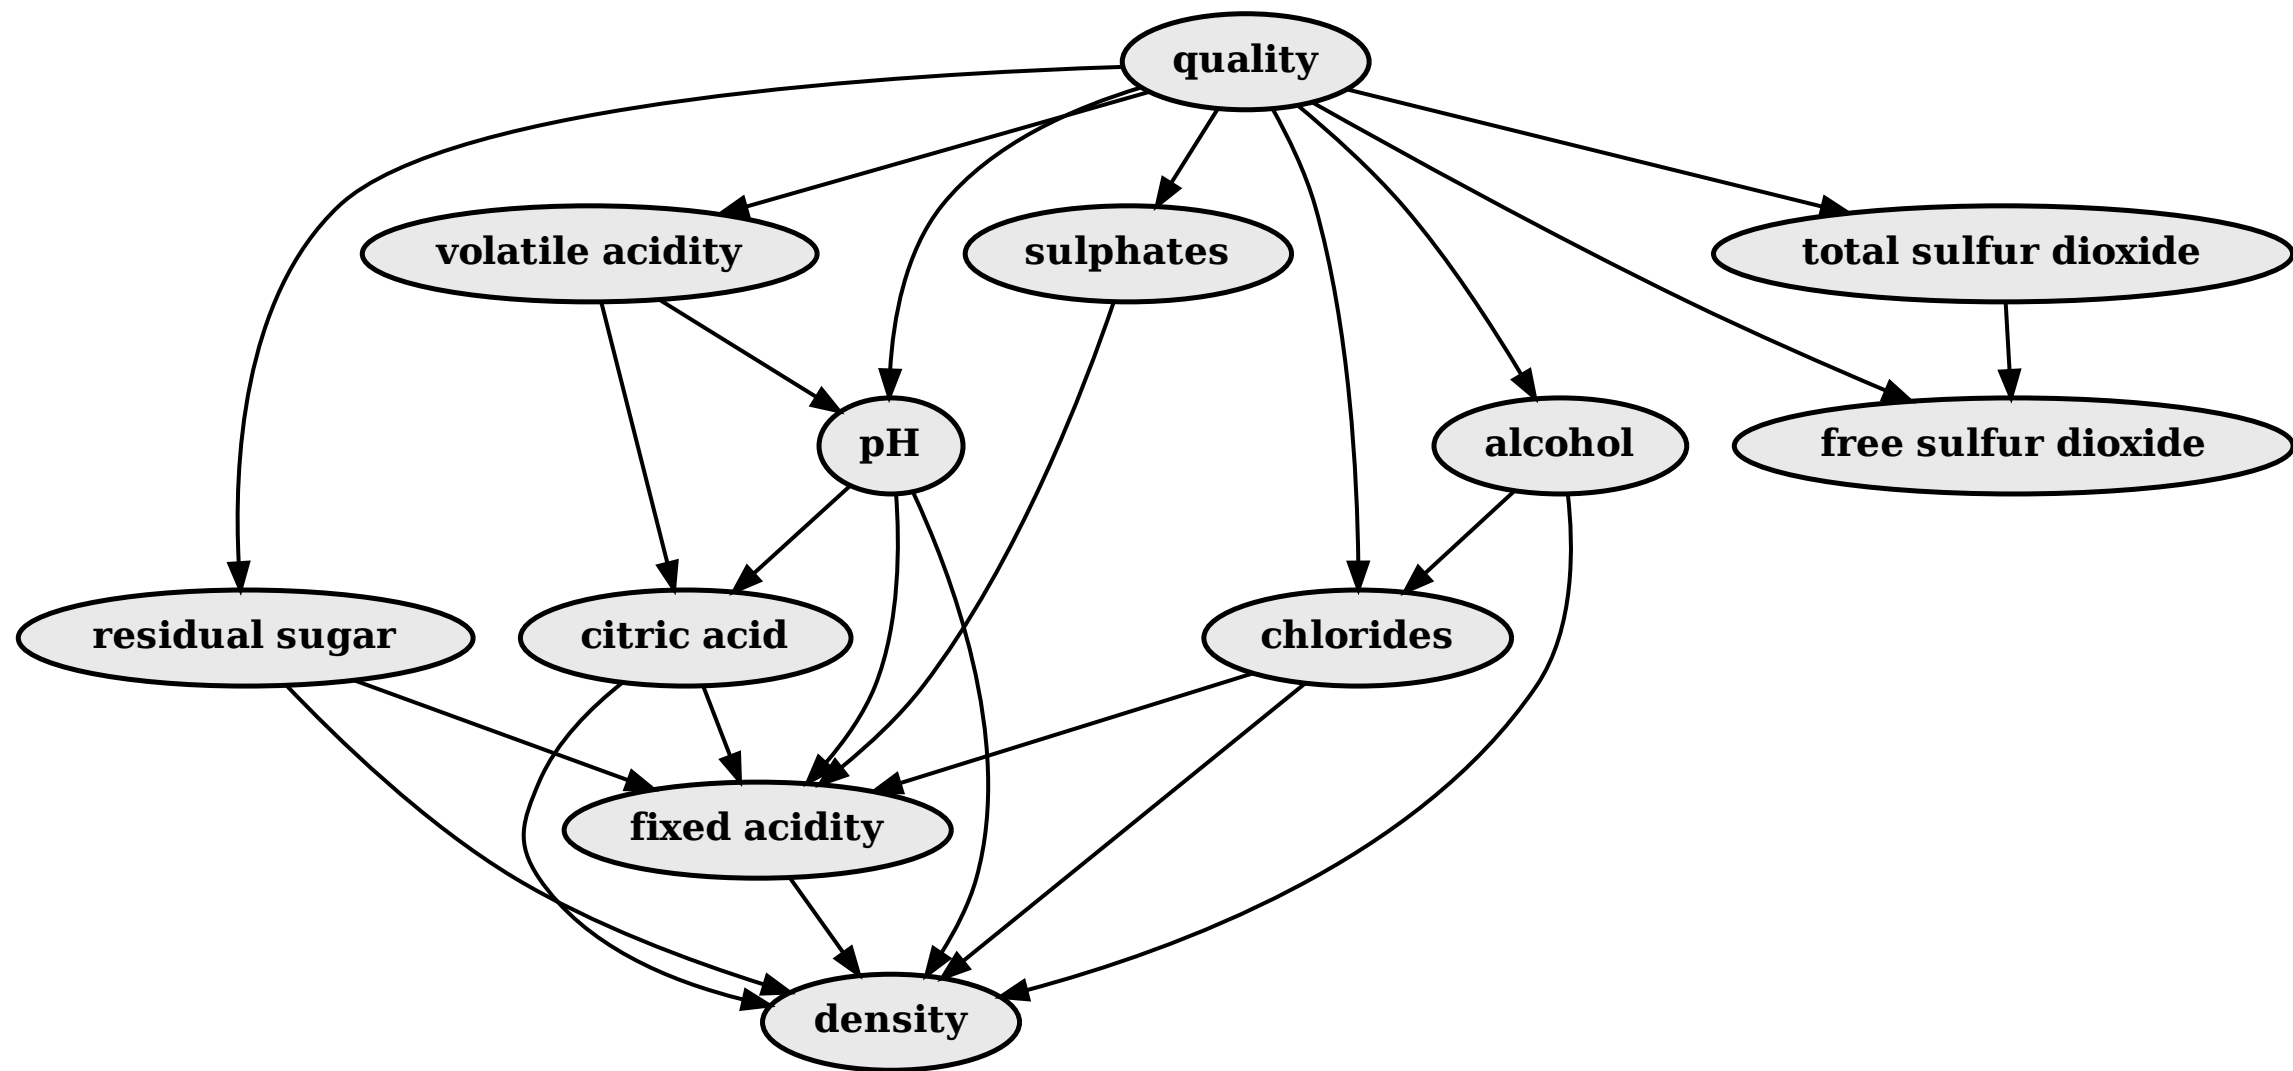 quality
volatile acidity
sulphates
total sulfur dioxide
pH
alcohol
free sulfur dioxide
residual sugar
citric acid
chlorides
fixed acidity
density